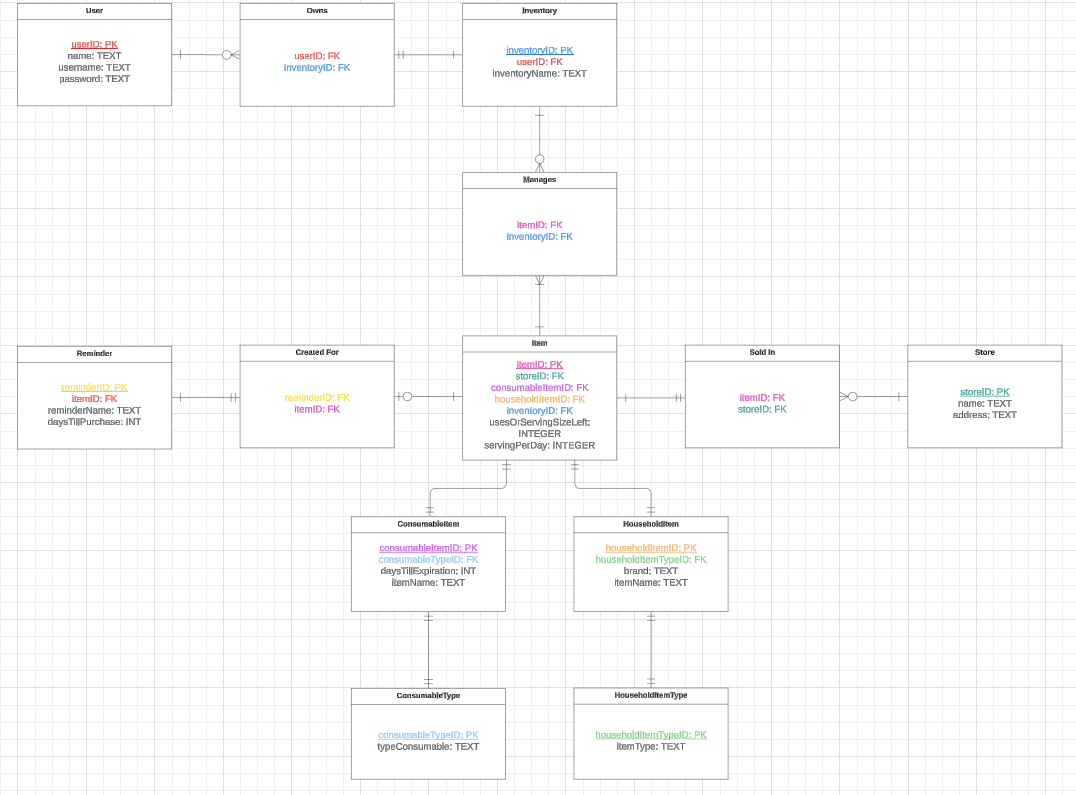 User
userID: PK
name: TEXT
username: TEXT
password: TEXT
Owns
userID; FK
inventoryID: FK
Inventory
inventoryID: PK
userID: FK
inventoryName: TEXT
Manages
itemID; FK
inventoryID: FK
Reminder
reminderID: PK
itemID: FK
reminderName: TEXT
daysTillPurchase: INT
Created For
reminderID: FK
itemID: FK
Item
itemID: PK
storeID; FK
consumableItemID: FK
householdItemID: FK
inventoryID: FK
usesOrServingSizeLeft:
INTEGER
servingPerDay: INTEGER
Sold In
itemID: FK
storeID: FK
Store
storeID: PK
name: TEXT
address; TEXT
ConsumableItem
consumableItemID; PK
consumableTypeID: FK
daysTillExpiration; INT
itemName: TEXT
HouseholdItem
householdItemID: PK
householdItemTypeID: FK
brand; TEXT
itemName: TEXT
ConsumableType
consumableTypeID; PK
typeConsumable: TEXT
HouseholdItemType
householdItemTypeID: PK
itemType: TEXT